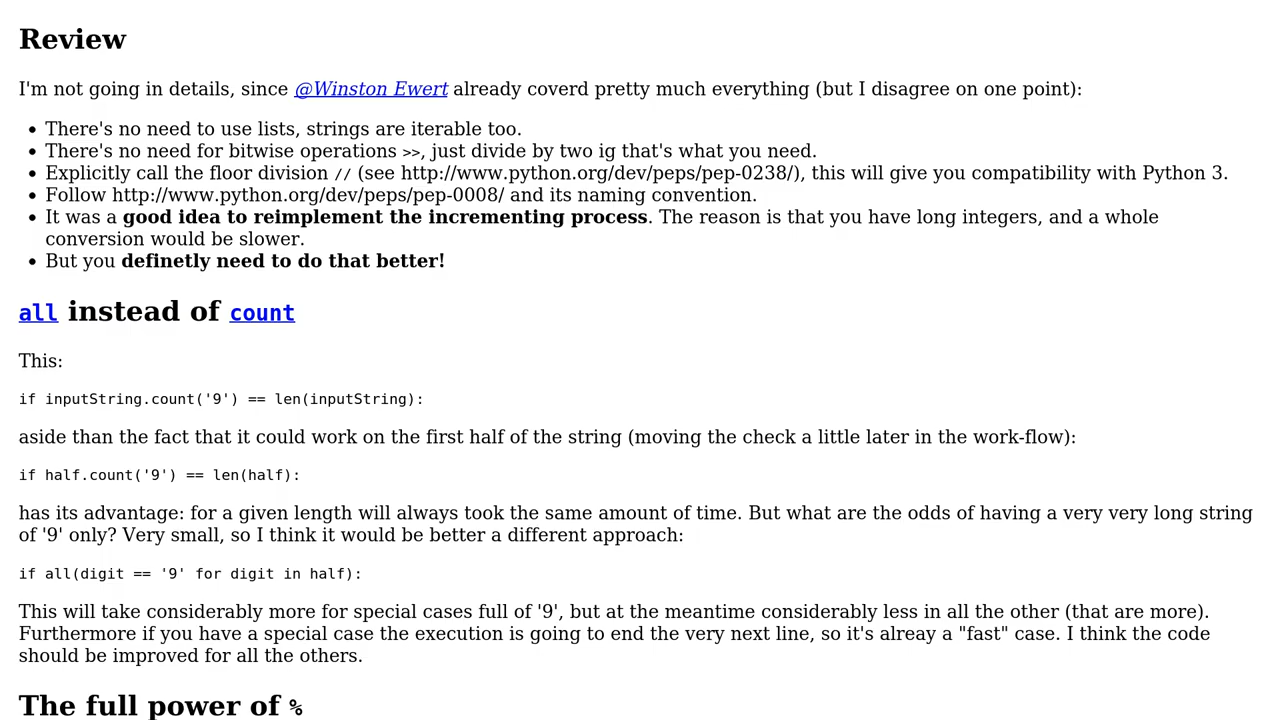 Review
I'm not going in details, since @Winston Ewert already coverd pretty much everything (but I disagree on one point):
• There's no need to use lists, strings are iterable too.
• There's no need for bitwise operations >>, just divide by two ig that's what you need.
• Explicitly call the floor division // (see http://www.python.org/dev/peps/pep-0238/), this will give you compatibility with Python 3.
• Follow http://www.python.org/dev/peps/pep-0008/ and its naming convention.
• It was a good idea to reimplement the incrementing process. The reason is that you have long integers, and a whole
conversion would be slower.
• But you definetly need to do that better!
all instead of count
This:
if inputString.count('9') == len(inputString):
aside than the fact that it could work on the first half of the string (moving the check a little later in the work-flow):
if half.count('9') == len(half):
has its advantage: for a given length will always took the same amount of time. But what are the odds of having a very very long string
of '9' only? Very small, so I think it would be better a different approach:
if all(digit == '9' for digit in half):
This will take considerably more for special cases full of '9', but at the meantime considerably less in all the other (that are more).
Furthermore if you have a special case the execution is going to end the very next line, so it's alreay a "fast" case. I think the code
should be improved for all the others.
The full power of %